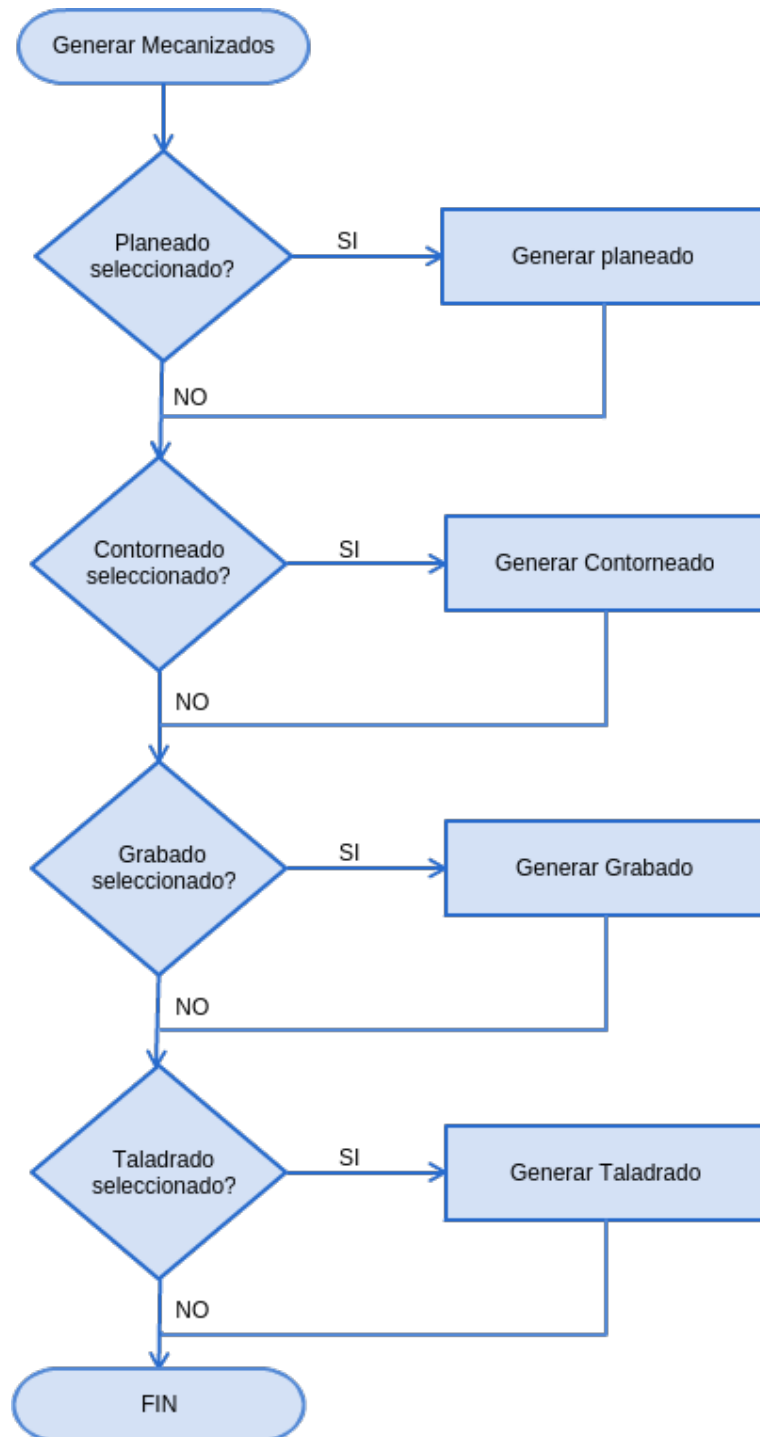 Generar Mecanizados
Planeado
seleccionado?
SI
Generar planeado
NO
Contorneado
seleccionado?
SI
Generar Contorneado
NO
Grabado
seleccionado?
SI
Generar Grabado
NO
Taladrado
seleccionado?
SI
Generar Taladrado
NO
FIN